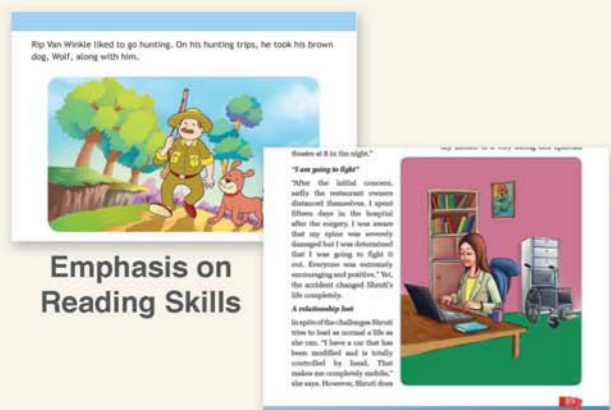 Rip Van Winkle liked to go hunting. On his hunting trips, he took his brown
dog, Wolf, along with him.
Emphasis on
Reading Skills
theatre at 8 in the night."
"I am going to fight"
"After the initial concern,
sadly the restaurant owners
distanced themselves. I spent
fifteen days in the hospital
after the surgery. I was aware
that my spine was severely
damaged but I was determined
that I was going to fight it
out. Everyone was extremely
encouraging and positive." Yet,
the accident changed Shruti's
life completely.
A relationship lost
In spite of the challenges Shruti
tries to lead as normal a life as
she can. "I have a car that has
been modified and is totally
controlled by hand. That
makes me completely mobile,"
she says. However, Shruti does